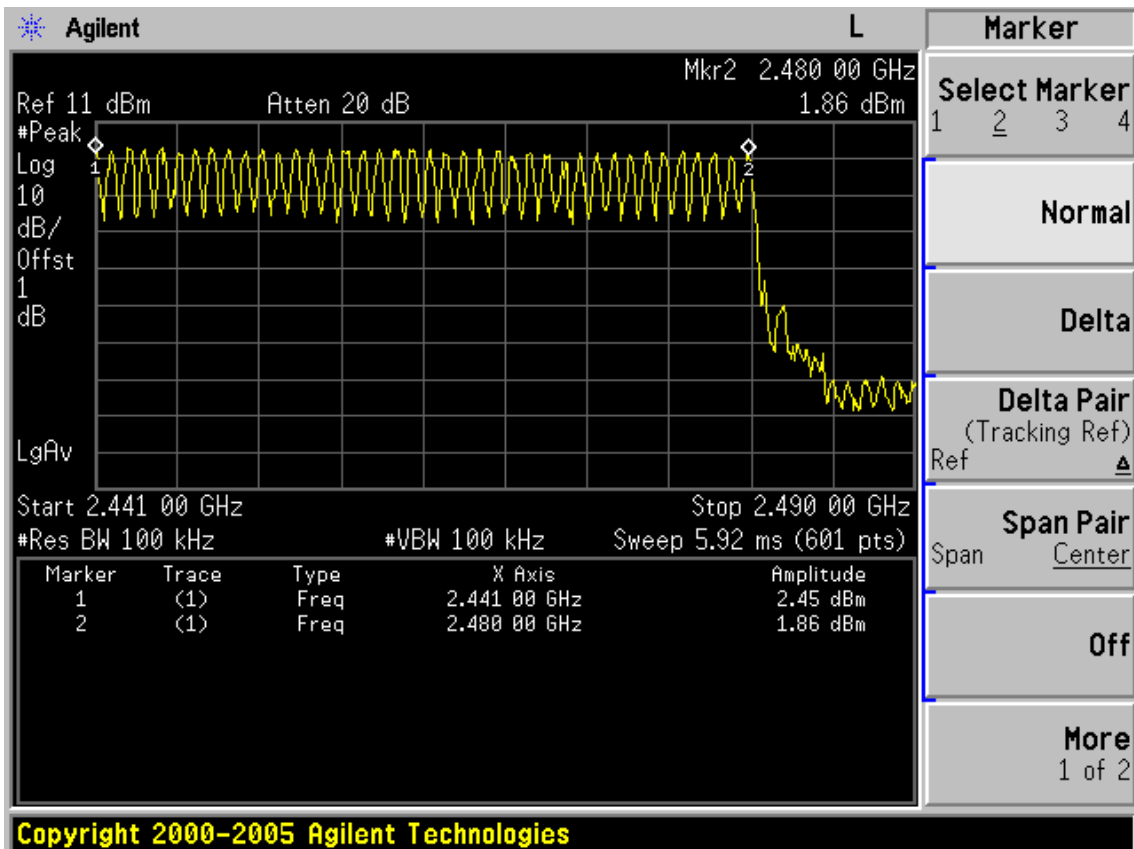 Agilent L
Mkr2 2.480 00 GHz
Ref 11 dBm Atten 20 dB 1.86 dBm
#Peak
Log
10
dB/
Offst
1
dB
LgAv
1
2
Start 2.441 00 GHz Stop 2.490 00 GHz
#Res BW 100 kHz #VBW 100 kHz Sweep 5.92 ms (601 pts)
Marker Trace Type X Axis Amplitude
1 (1) Freq 2.441 00 GHz 2.45 dBm
2 (1) Freq 2.480 00 GHz 1.86 dBm
Marker
Select Marker
1 2 3 4
Normal
Delta
Delta Pair
(Tracking Ref)
Ref Δ
Span Pair
Span Center
Off
More
1 of 2
Copyright 2000-2005 Agilent Technologies